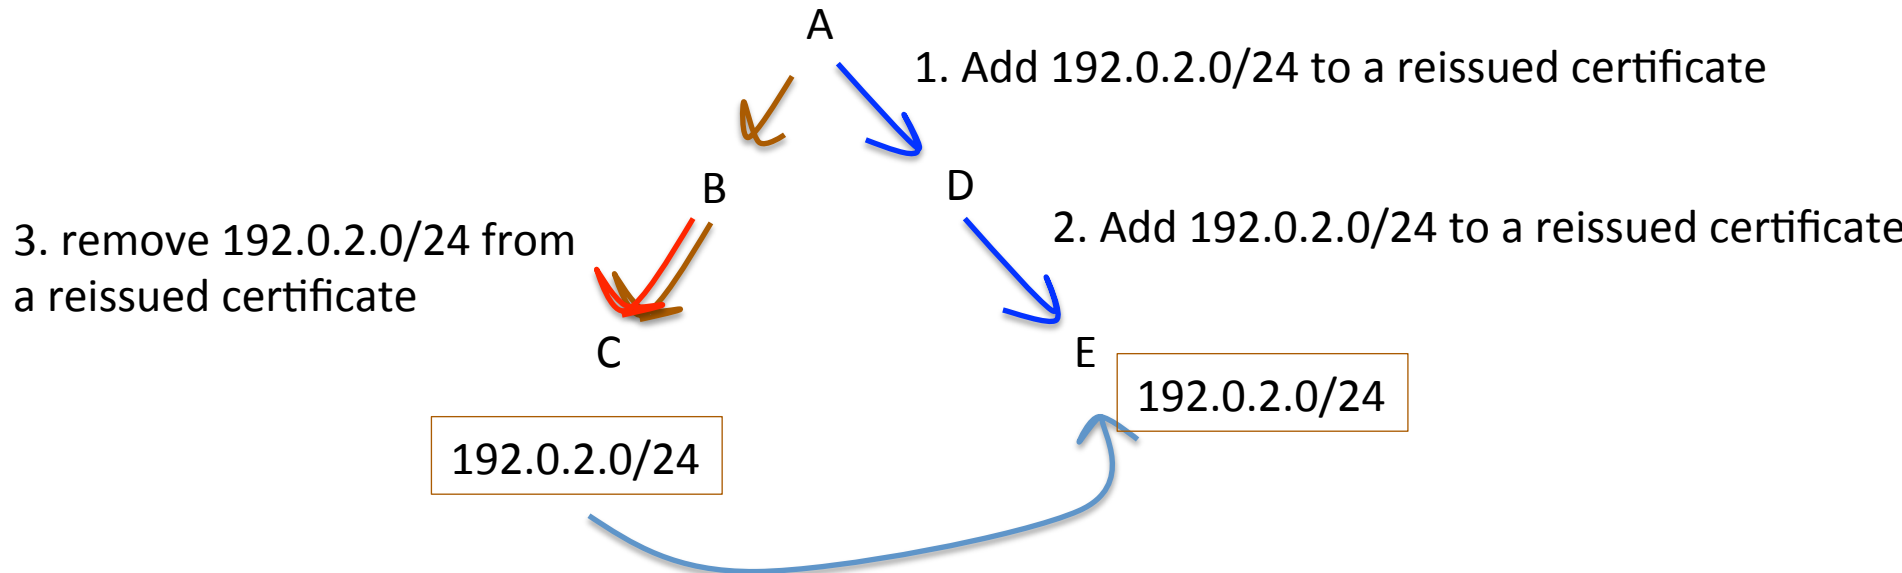 A
1. Add 192.0.2.0/24 to a reissued certificate
B
D
3. remove 192.0.2.0/24 from
a reissued certificate
2. Add 192.0.2.0/24 to a reissued certificate
C
E
192.0.2.0/24
192.0.2.0/24